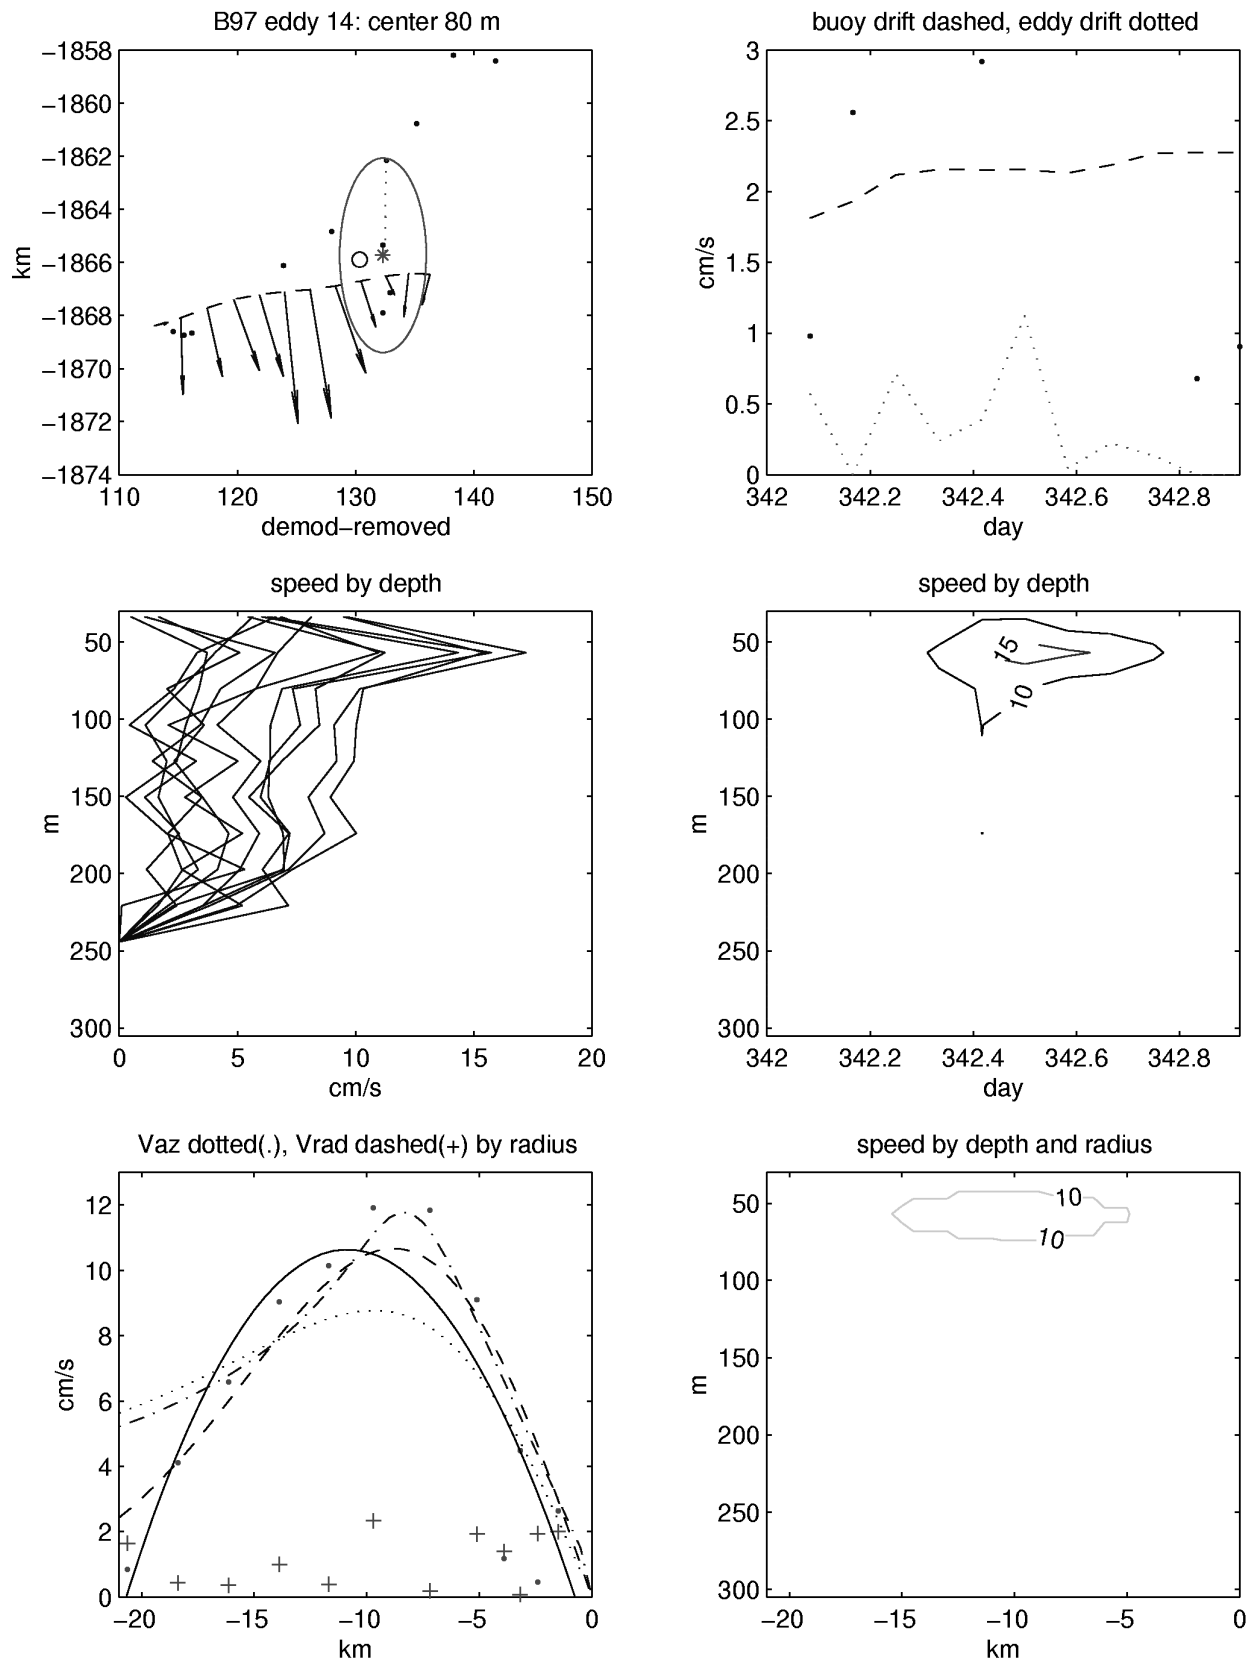 B97 eddy 14: center 80 m
−1858
−1860
−1862
−1864
−1866
−1868
−1870
−1872
−1874
km
110 120 130 140 150
demod−removed
buoy drift dashed, eddy drift dotted
3
2.5
2
1.5
1
0.5
0
cm/s
342 342.2 342.4 342.6 342.8
day
speed by depth
50
100
150
200
250
300
m
0 5 10 15 20
cm/s
speed by depth
50
100
150
200
250
300
m
15
10
342 342.2 342.4 342.6 342.8
day
Vaz dotted(.), Vrad dashed(+) by radius
12
10
8
6
4
2
0
cm/s
−20 −15 −10 −5 0
km
speed by depth and radius
50
100
150
200
250
300
m
10
10
−20 −15 −10 −5 0
km